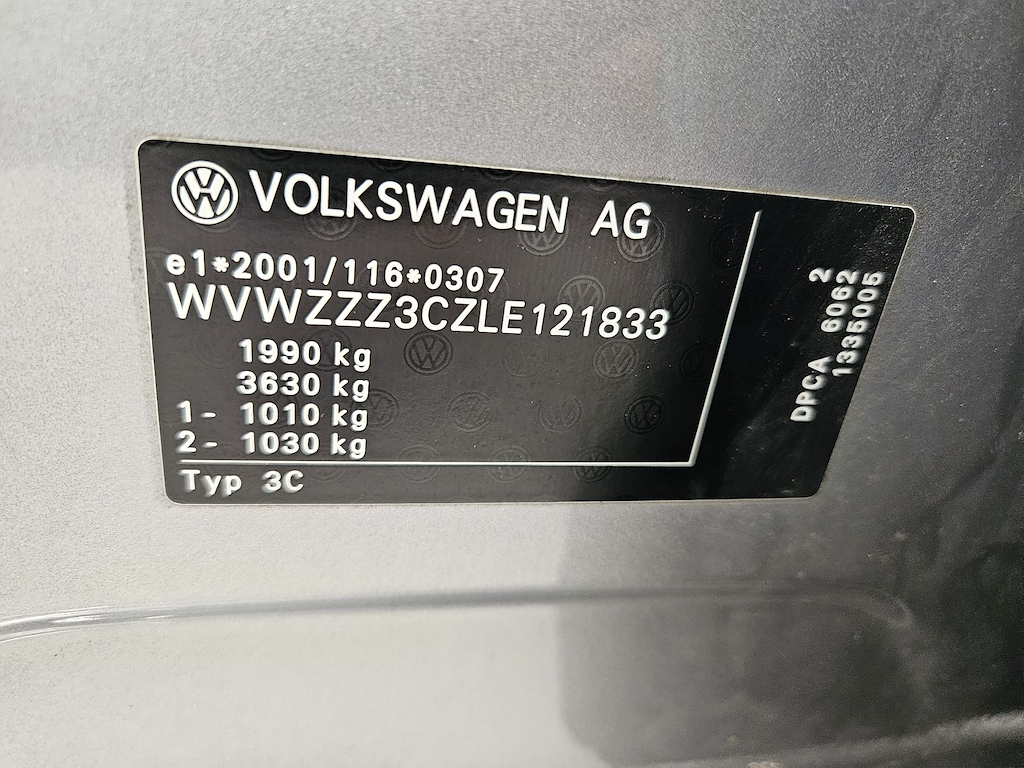 VOLKSWAGEN AG
e1*2001/116*0307
WVWZZZ3CZLE121833
1990 kg
3630 kg
1- 1010 kg
2- 1030 kg
Typ 3C
DPCA 6062 2
1335005